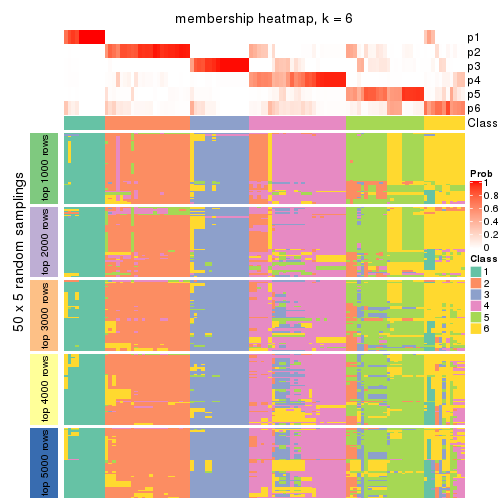 membership heatmap, k = 6
p1
p2
p3
p4
p5
p6
Class
50 x 5 random samplings
top 1000 rows
top 2000 rows
top 3000 rows
top 4000 rows
top 5000 rows
Prob
1
0.8
0.6
0.4
0.2
0
Class
1
2
3
4
5
6